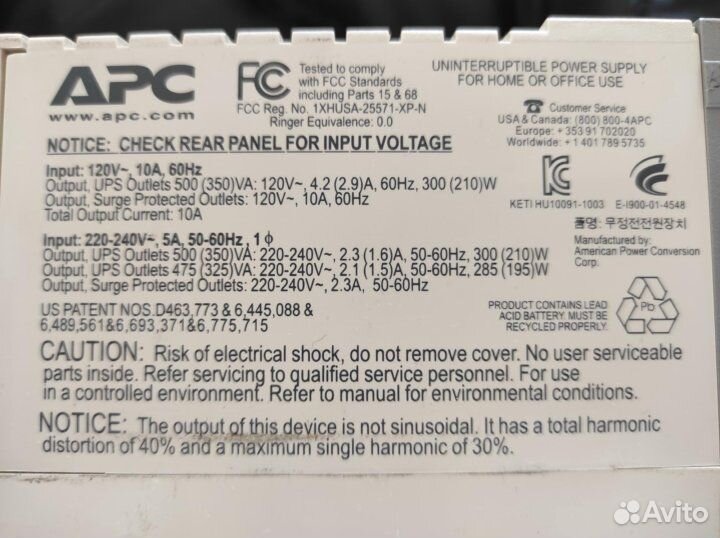 APC
www.apc.com
FC
Tested to comply
with FCC Standards
including Parts 15 & 68
FCC Reg. No. 1XHUSA-25571-XP-N
Ringer Equivalence: 0.0
UNINTERRUPTIBLE POWER SUPPLY
FOR HOME OR OFFICE USE
Customer Service
USA & Canada: (800) 800-4APC
Europe: +353 91 702020
Worldwide: +1 401 789 5735
NOTICE: CHECK REAR PANEL FOR INPUT VOLTAGE
Input: 120V~, 10A, 60Hz
Output, UPS Outlets 500 (350)VA: 120V~, 4.2 (2.9)A, 60Hz, 300 (210)W
Output, Surge Protected Outlets: 120V~, 10A, 60Hz
Total Output Current: 10A
KETI HU10091-1003
E-I900-01-4548
품명: 무정전전원장치
Manufactured by:
American Power Conversion
Corp.
Input: 220-240V~, 5A, 50-60Hz , 1 ϕ
Output, UPS Outlets 500 (350)VA: 220-240V~, 2.3 (1.6)A, 50-60Hz, 300 (210)W
Output, UPS Outlets 475 (325)VA: 220-240V~, 2.1 (1.5)A, 50-60Hz, 285 (195)W
Output, Surge Protected Outlets: 220-240V~, 2.3A, 50-60Hz
US PATENT NOS.D463,773 & 6,445,088 &
6,489,561&6,693,371&6,775,715
PRODUCT CONTAINS LEAD
ACID BATTERY. MUST BE
RECYCLED PROPERLY
Pb
CAUTION: Risk of electrical shock, do not remove cover. No user serviceable
parts inside. Refer servicing to qualified service personnel. For use
in a controlled environment. Refer to manual for environmental conditions.
NOTICE: The output of this device is not sinusoidal. It has a total harmonic
distortion of 40% and a maximum single harmonic of 30%.
Avito